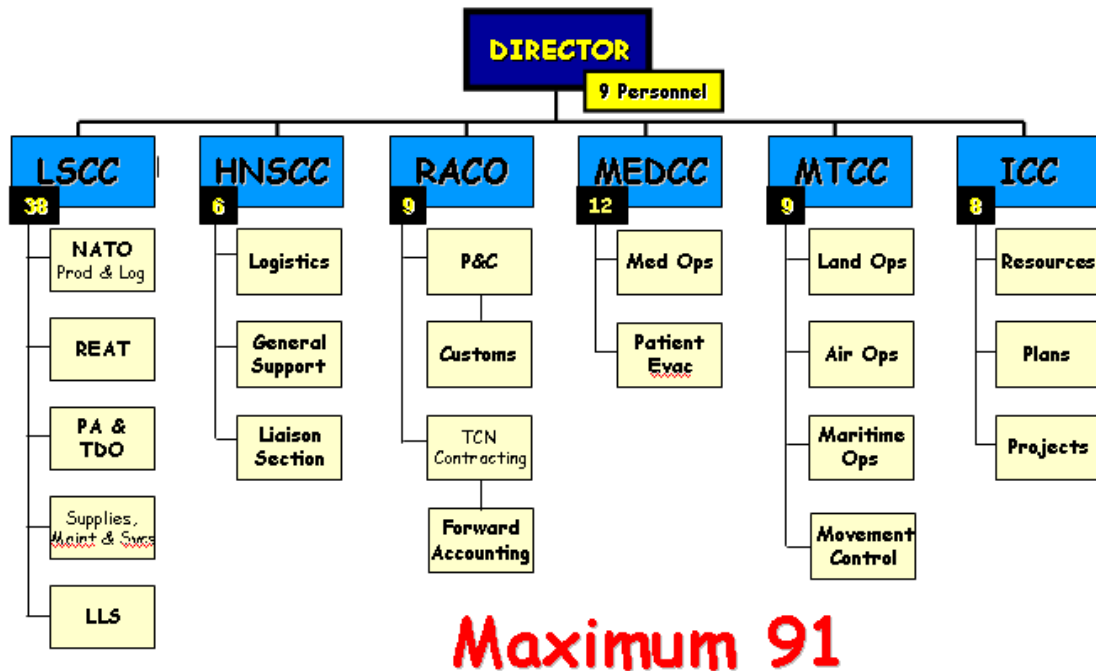 DIRECTOR
9 Personnel
LSCC
38
NATO
Prod & Log
REAT
PA &
TDO
Supplies,
Maint & Svcs
LLS
HNSCC
6
Logistics
General
Support
Liaison
Section
RACO
9
P&C
Customs
TCN
Contracting
Forward
Accounting
MEDCC
12
Med Ops
Patient
Evac
MTCC
9
Land Ops
Air Ops
Maritime
Ops
Movement
Control
ICC
8
Resources
Plans
Projects
Maximum 91